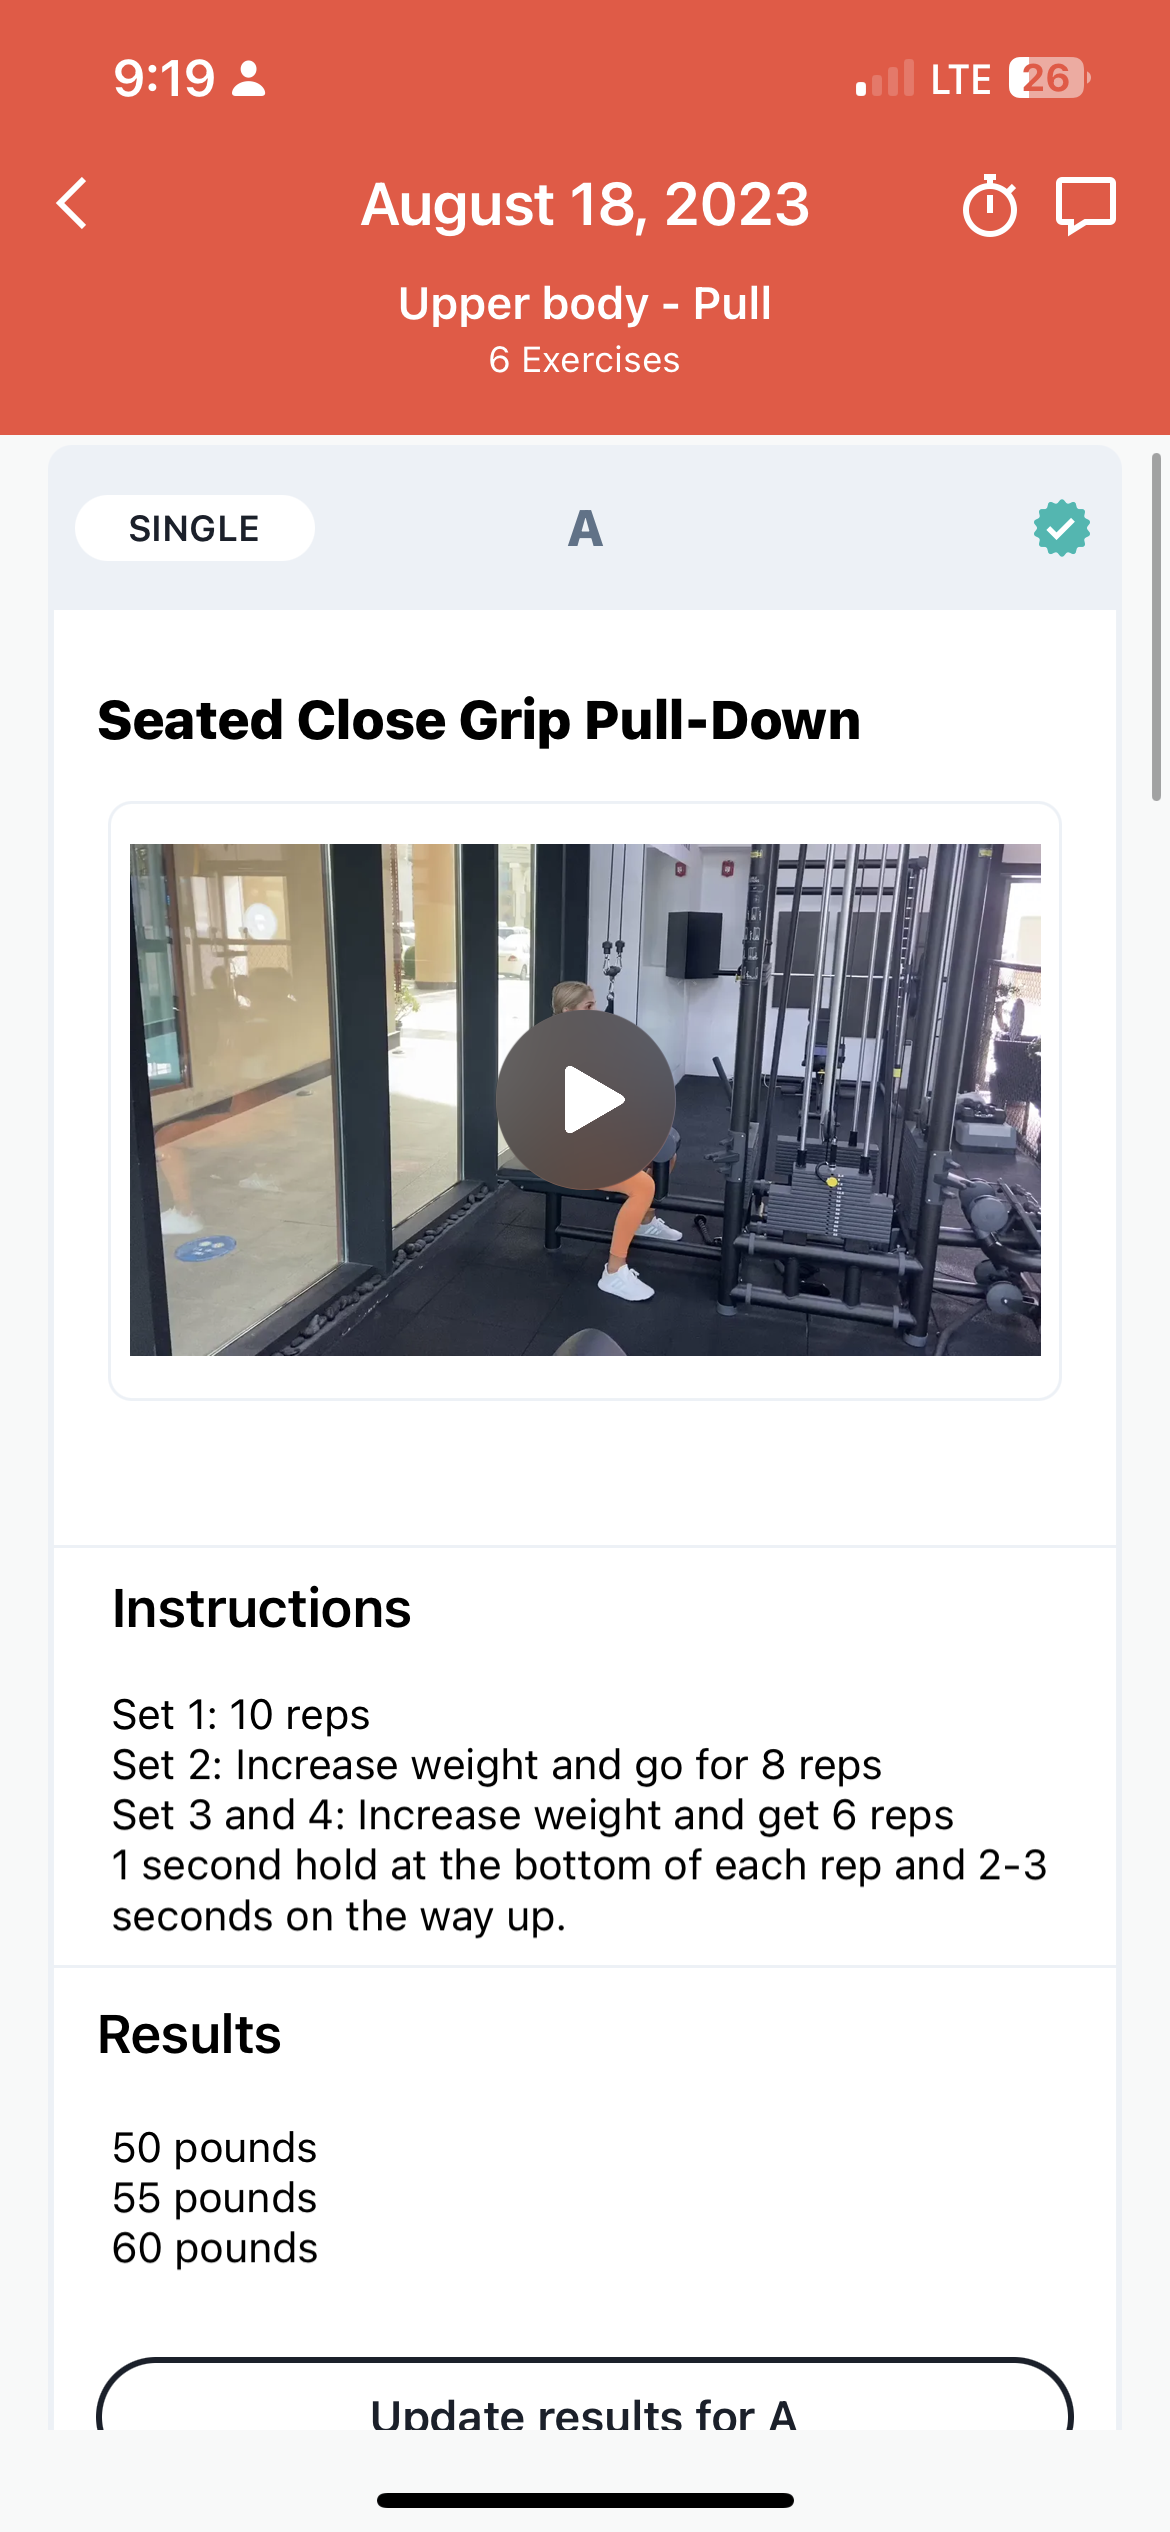 9:19
LTE 26
August 18, 2023
Upper body - Pull
6 Exercises
SINGLE
A
Seated Close Grip Pull-Down
Instructions
Set 1: 10 reps
Set 2: Increase weight and go for 8 reps
Set 3 and 4: Increase weight and get 6 reps
1 second hold at the bottom of each rep and 2-3
seconds on the way up.
Results
50 pounds
55 pounds
60 pounds
Update results for A